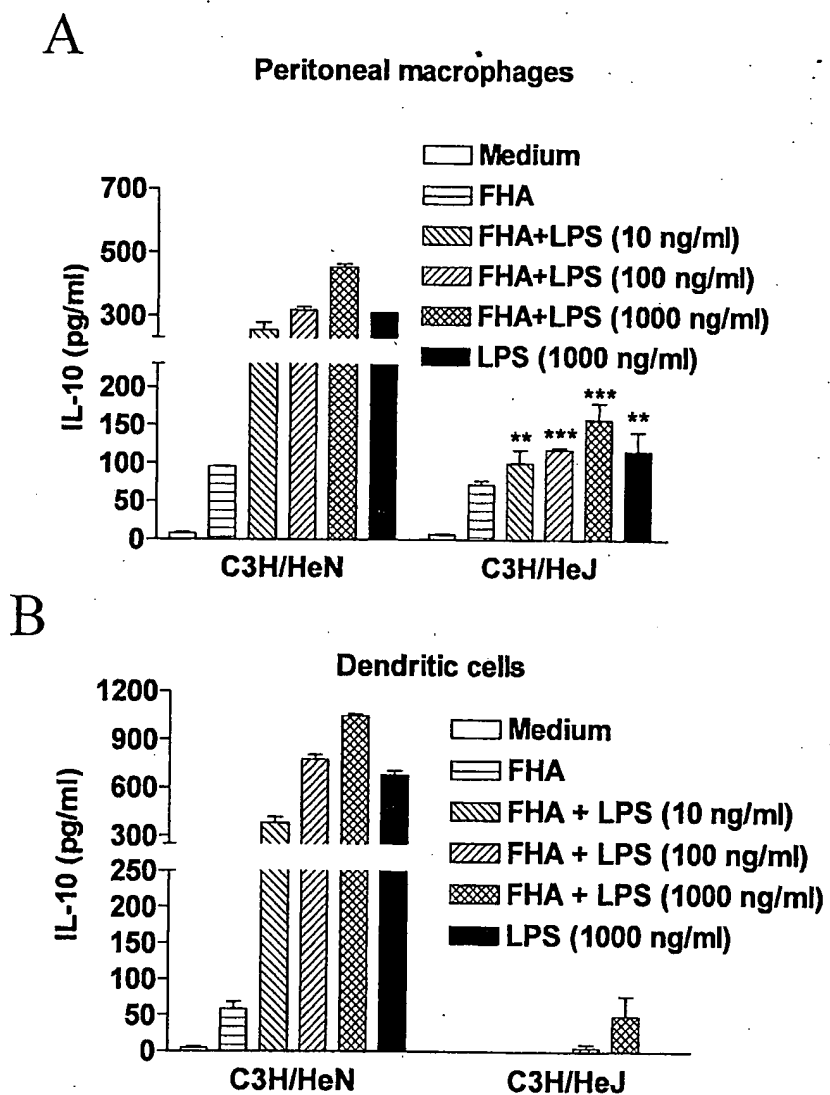 A
Peritoneal macrophages
Medium
FHA
FHA+LPS (10 ng/ml)
FHA+LPS (100 ng/ml)
FHA+LPS (1000 ng/ml)
LPS (1000 ng/ml)
IL-10 (pg/ml)
700
500
300
200
150
100
50
0
** *** *** **
C3H/HeN C3H/HeJ
B
Dendritic cells
Medium
FHA
FHA + LPS (10 ng/ml)
FHA + LPS (100 ng/ml)
FHA + LPS (1000 ng/ml)
LPS (1000 ng/ml)
IL-10 (pg/ml)
1200
900
600
300
250
200
150
100
50
0
C3H/HeN C3H/HeJ